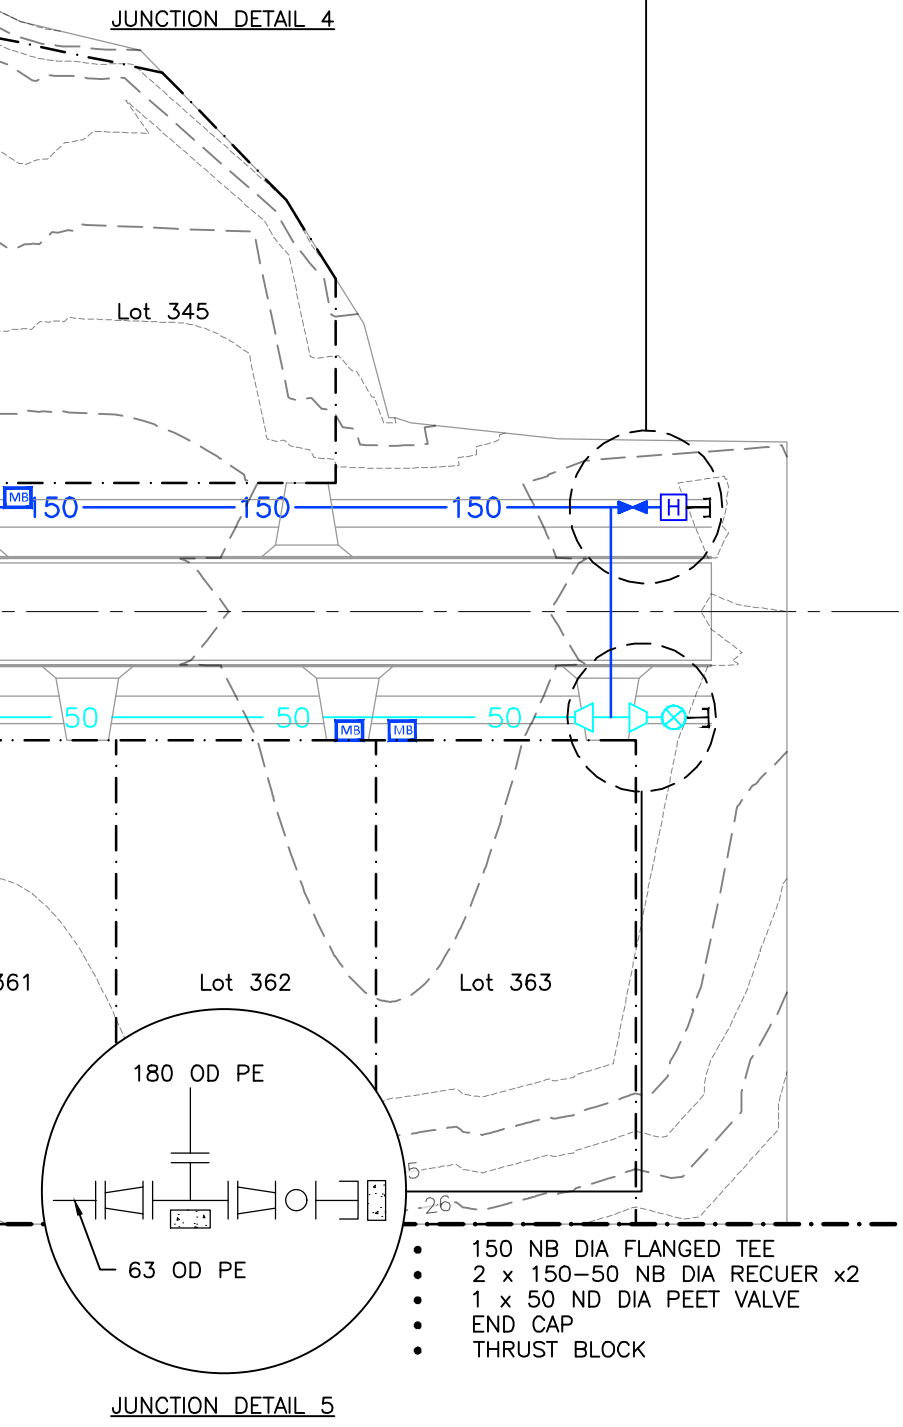 JUNCTION DETAIL 4
Lot 345
MB
150
150
150
H
50
50
50
MB
MB
361
Lot 362
Lot 363
180 OD PE
5
26
63 OD PE
• 150 NB DIA FLANGED TEE
• 2 x 150-50 NB DIA RECUER x2
• 1 x 50 ND DIA PEET VALVE
• END CAP
• THRUST BLOCK
JUNCTION DETAIL 5